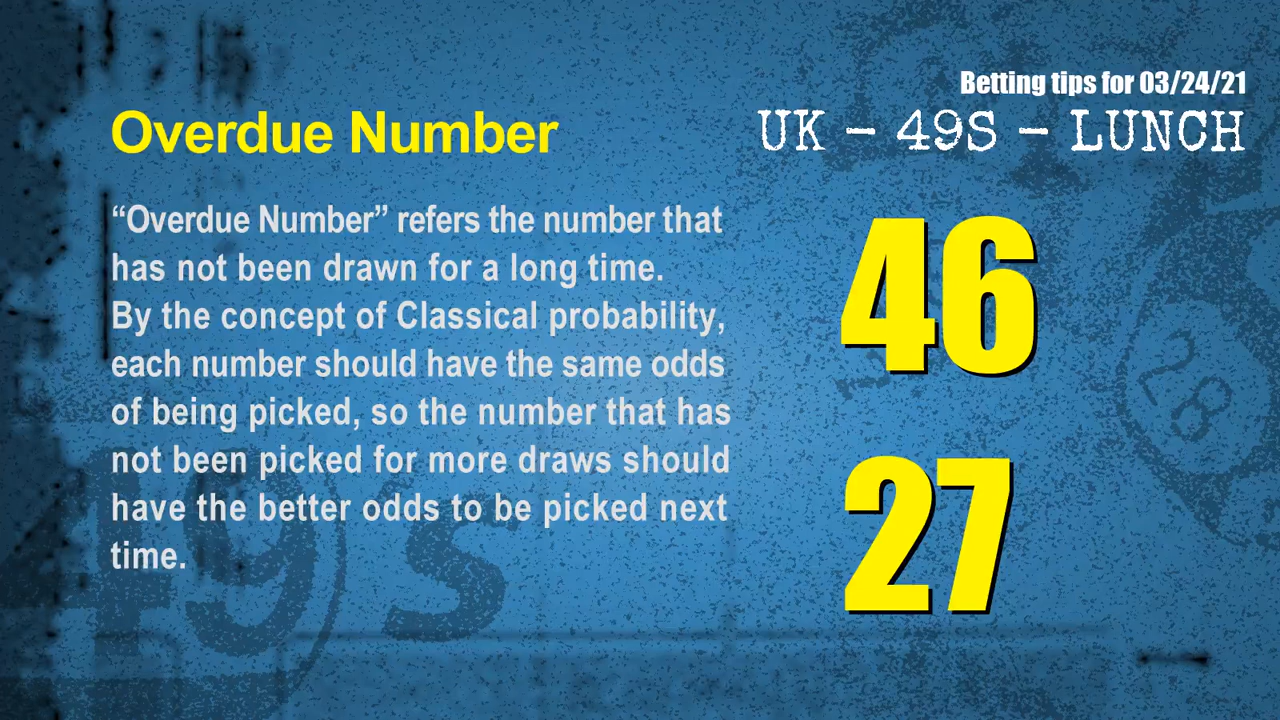 Betting tips for 03/24/21
UK – 49S – LUNCH
Overdue Number
“Overdue Number” refers the number that
has not been drawn for a long time.
By the concept of Classical probability,
each number should have the same odds
of being picked, so the number that has
not been picked for more draws should
have the better odds to be picked next
time.
46
27
28
49's